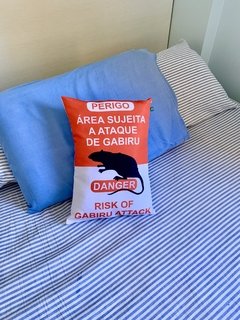 PERIGO
ÁREA SUJEITA
A ATAQUE
DE GABIRU
DANGER
RISK OF
GABIRU ATTACK